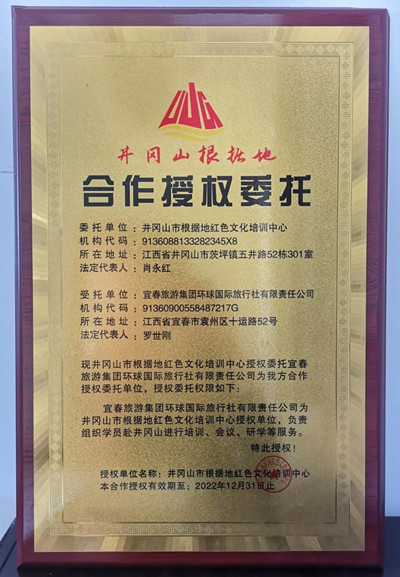 井冈山根据地
合作授权委托
委托单位：井冈山市根据地红色文化培训中心
机构代码：9136088133282345X8
所在地址：江西省井冈山市茨坪镇五井路52栋301室
法定代表人：肖永红
受托单位：宜春旅游集团环球国际旅行社有限责任公司
机构代码：91360900558487217G
所在地址：江西省宜春市袁州区十运路52号
法定代表人：罗世刚
现井冈山市根据地红色文化培训中心授权委托宜春
旅游集团环球国际旅行社有限责任公司为我方合作
授权委托单位，授权委托权限如下：
宜春旅游集团环球国际旅行社有限责任公司为
井冈山市根据地红色文化培训中心授权单位，负责
组织学员赴井冈山进行培训、会议、研学等服务。
特此授权！
授权单位名称：井冈山市根据地红色文化培训中心
本合作授权有效期至：2022年12月31日止